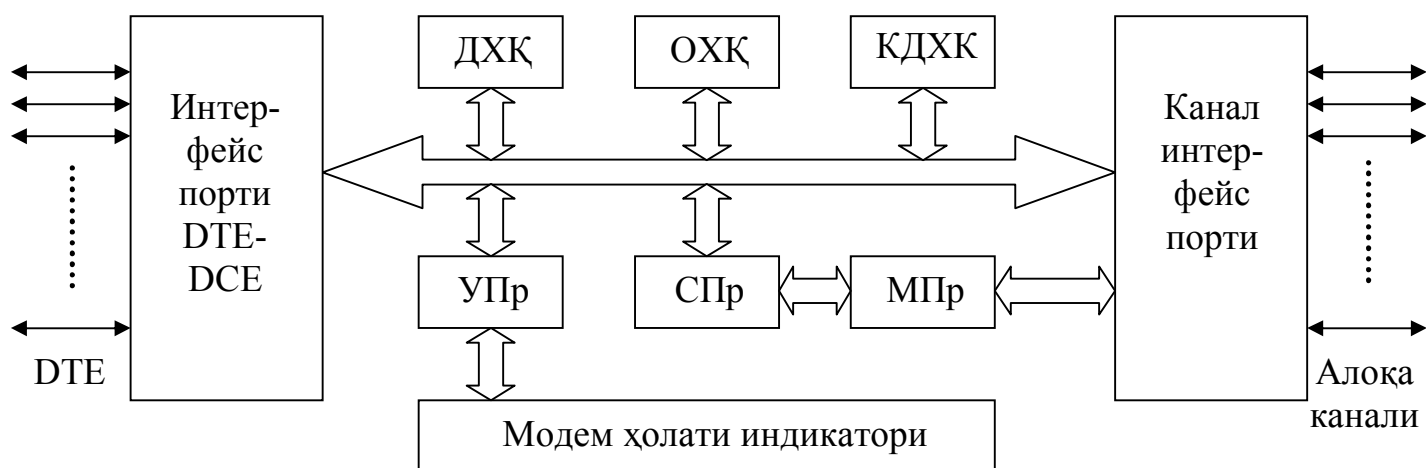 ДХҚ
ОХҚ
КДХК
Интер-
фейс
порти
DTE-
DCE
Канал
интер-
фейс
порти
УПр
СПр
МПр
DTE
Алоқа
канали
Модем ҳолати индикатори